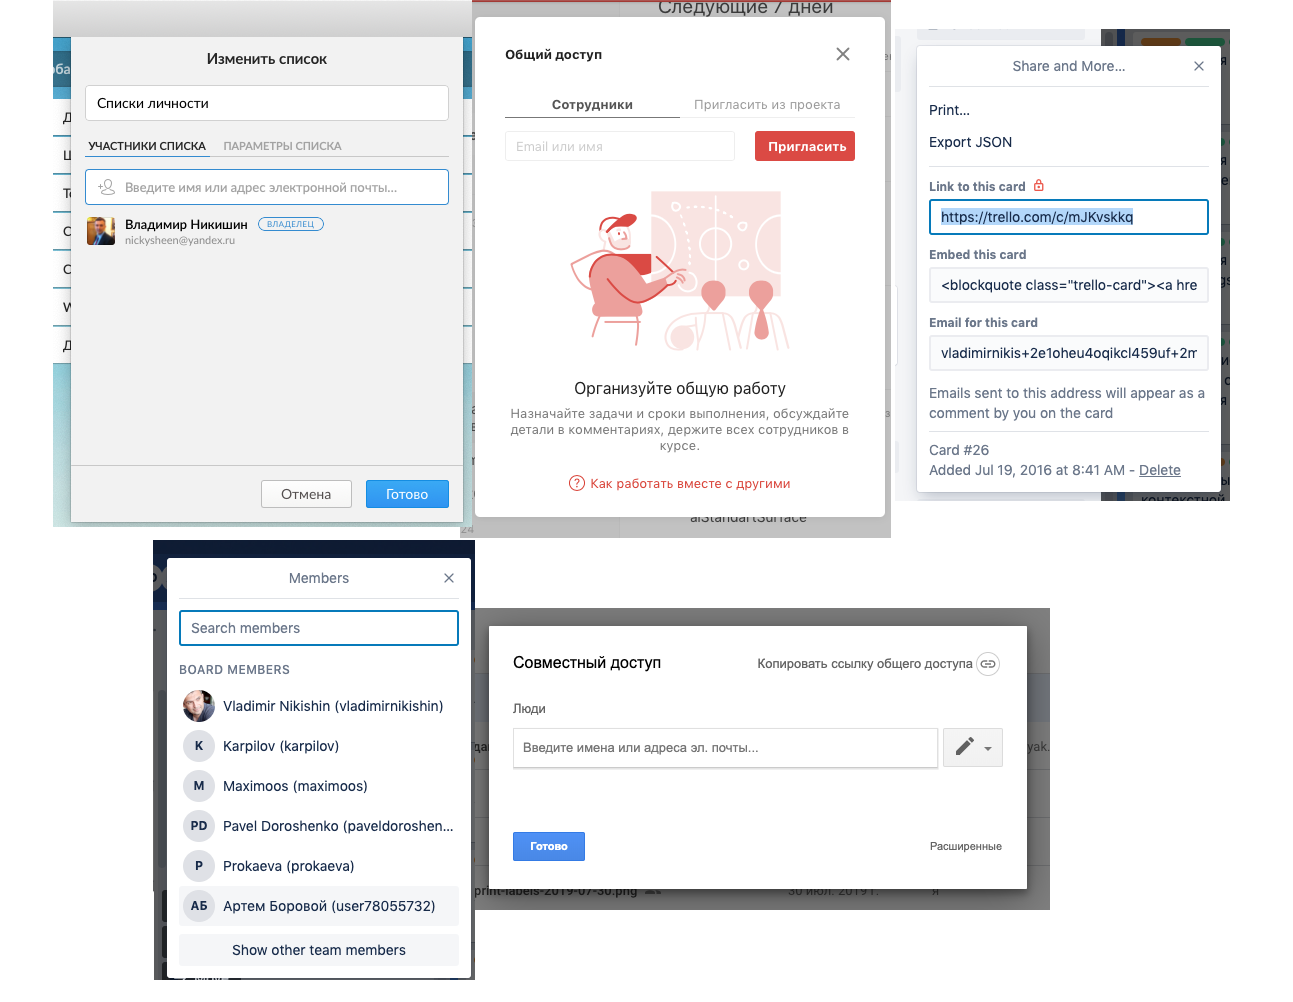 Изменить список
Списки личности
УЧАСТНИКИ СПИСКА ПАРАМЕТРЫ СПИСКА
Введите имя или адрес электронной почты...
Владимир Никишин ВЛАДЕЛЕЦ
nickysheen@yandex.ru
Отмена Готово
Следующие 7 дней
Общий доступ
Сотрудники Пригласить из проекта
Email или имя Пригласить
Организуйте общую работу
Назначайте задачи и сроки выполнения, обсуждайте
детали в комментариях, держите всех сотрудников в
курсе.
? Как работать вместе с другими
aiStandartSurface
24
Share and More...
Print...
Export JSON
Link to this card
https://trello.com/c/mJKvskkq
Embed this card
<blockquote class="trello-card"><a hre
Email for this card
vladimirnikis+2e1oheu4oqikcl459uf+2m
Emails sent to this address will appear as a
comment by you on the card
Card #26
Added Jul 19, 2016 at 8:41 AM - Delete
контекстной
Members
Search members
BOARD MEMBERS
Vladimir Nikishin (vladimirnikishin)
K Karpilov (karpilov)
M Maximoos (maximoos)
PD Pavel Doroshenko (paveldoroshen...
P Prokaeva (prokaeva)
АБ Артем Боровой (user78055732)
Show other team members
Совместный доступ Копировать ссылку общего доступа
Люди
Введите имена или адреса эл. почты...
Готово Расширенные
print-labels-2019-07-30.png 30 июл. 2019 г. я